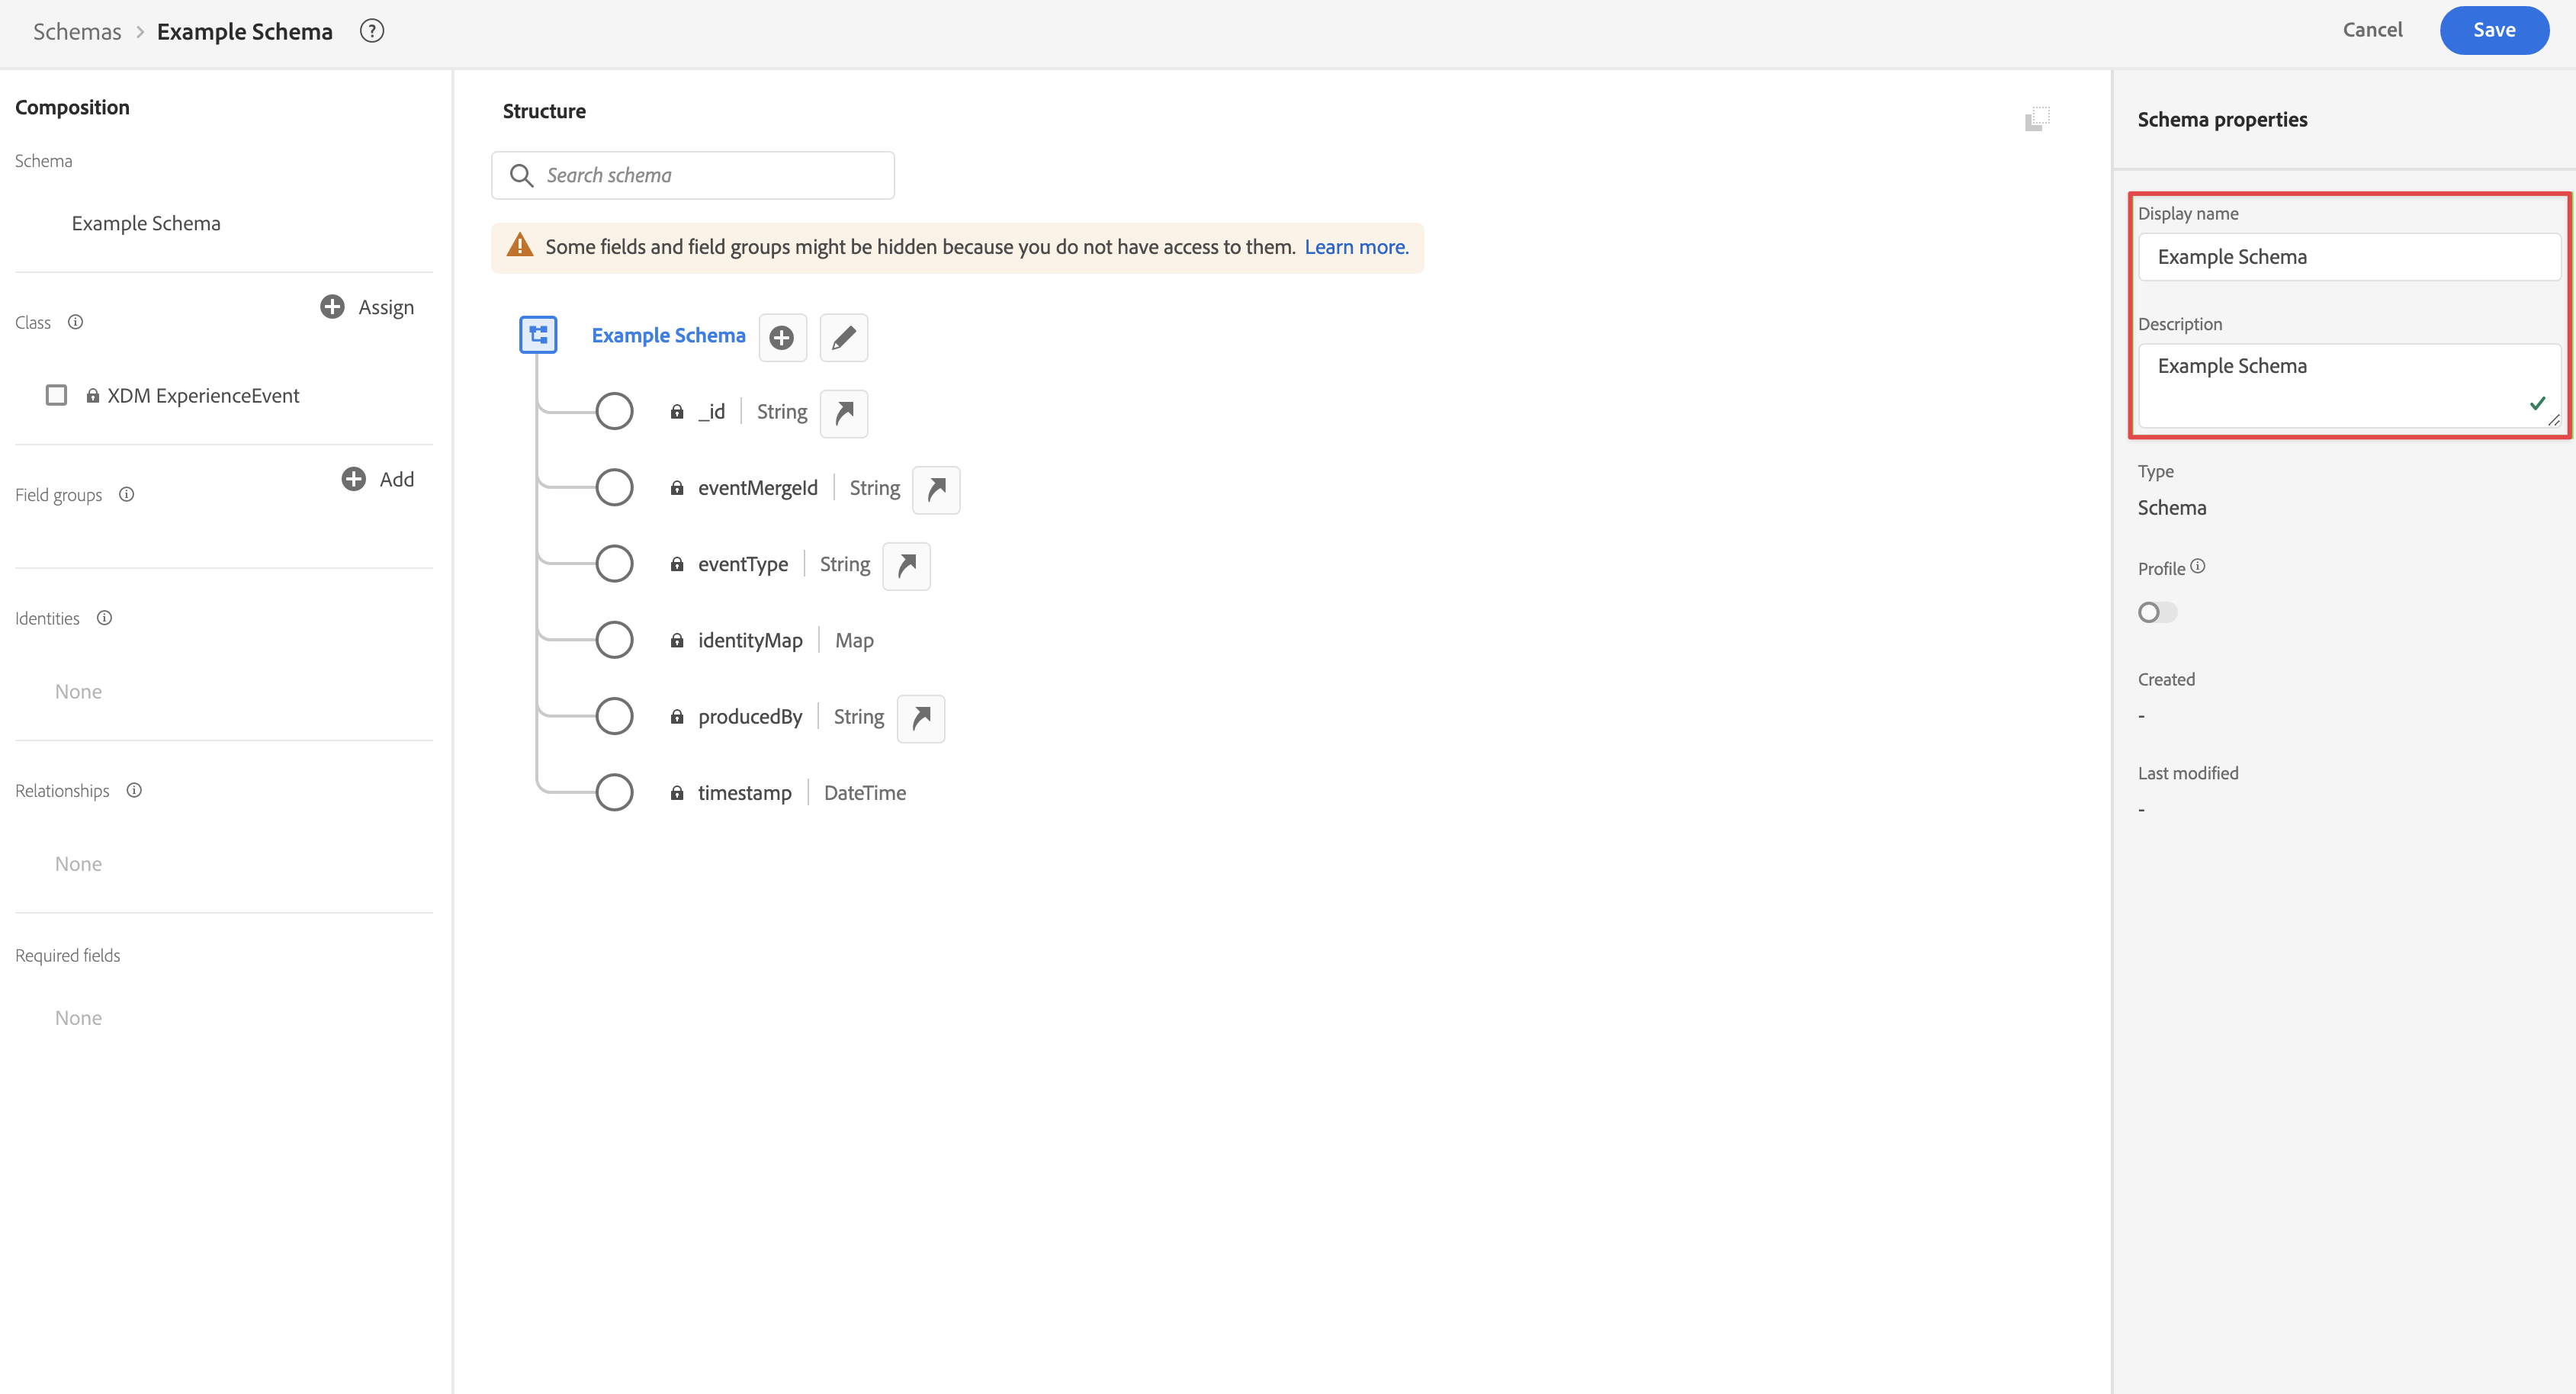 Schemas > Example Schema
Cancel
Save
Composition
Schema
Example Schema
Class
Assign
XDM ExperienceEvent
Field groups
Add
Identities
None
Relationships
None
Required fields
None
Structure
Search schema
Some fields and field groups might be hidden because you do not have access to them. Learn more.
Example Schema
_id | String
eventMergeId | String
eventType | String
identityMap | Map
producedBy | String
timestamp | DateTime
Schema properties
Display name
Example Schema
Description
Example Schema
Type
Schema
Profile
Created
-
Last modified
-